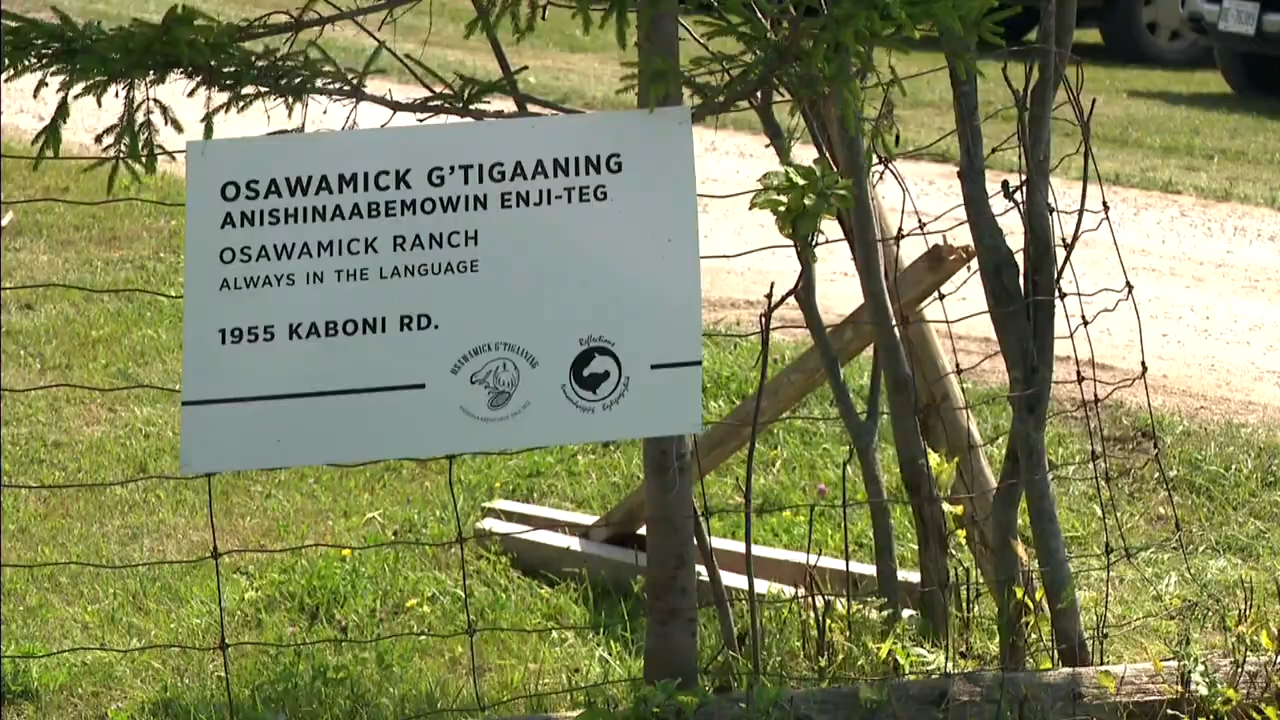 OSAWAMICK G'TIGAANING
ANISHINAABEMOWIN ENJI-TEG
OSAWAMICK RANCH
ALWAYS IN THE LANGUAGE
1955 KABONI RD.
OSAWAMICK G'TIGAANING
Reflections